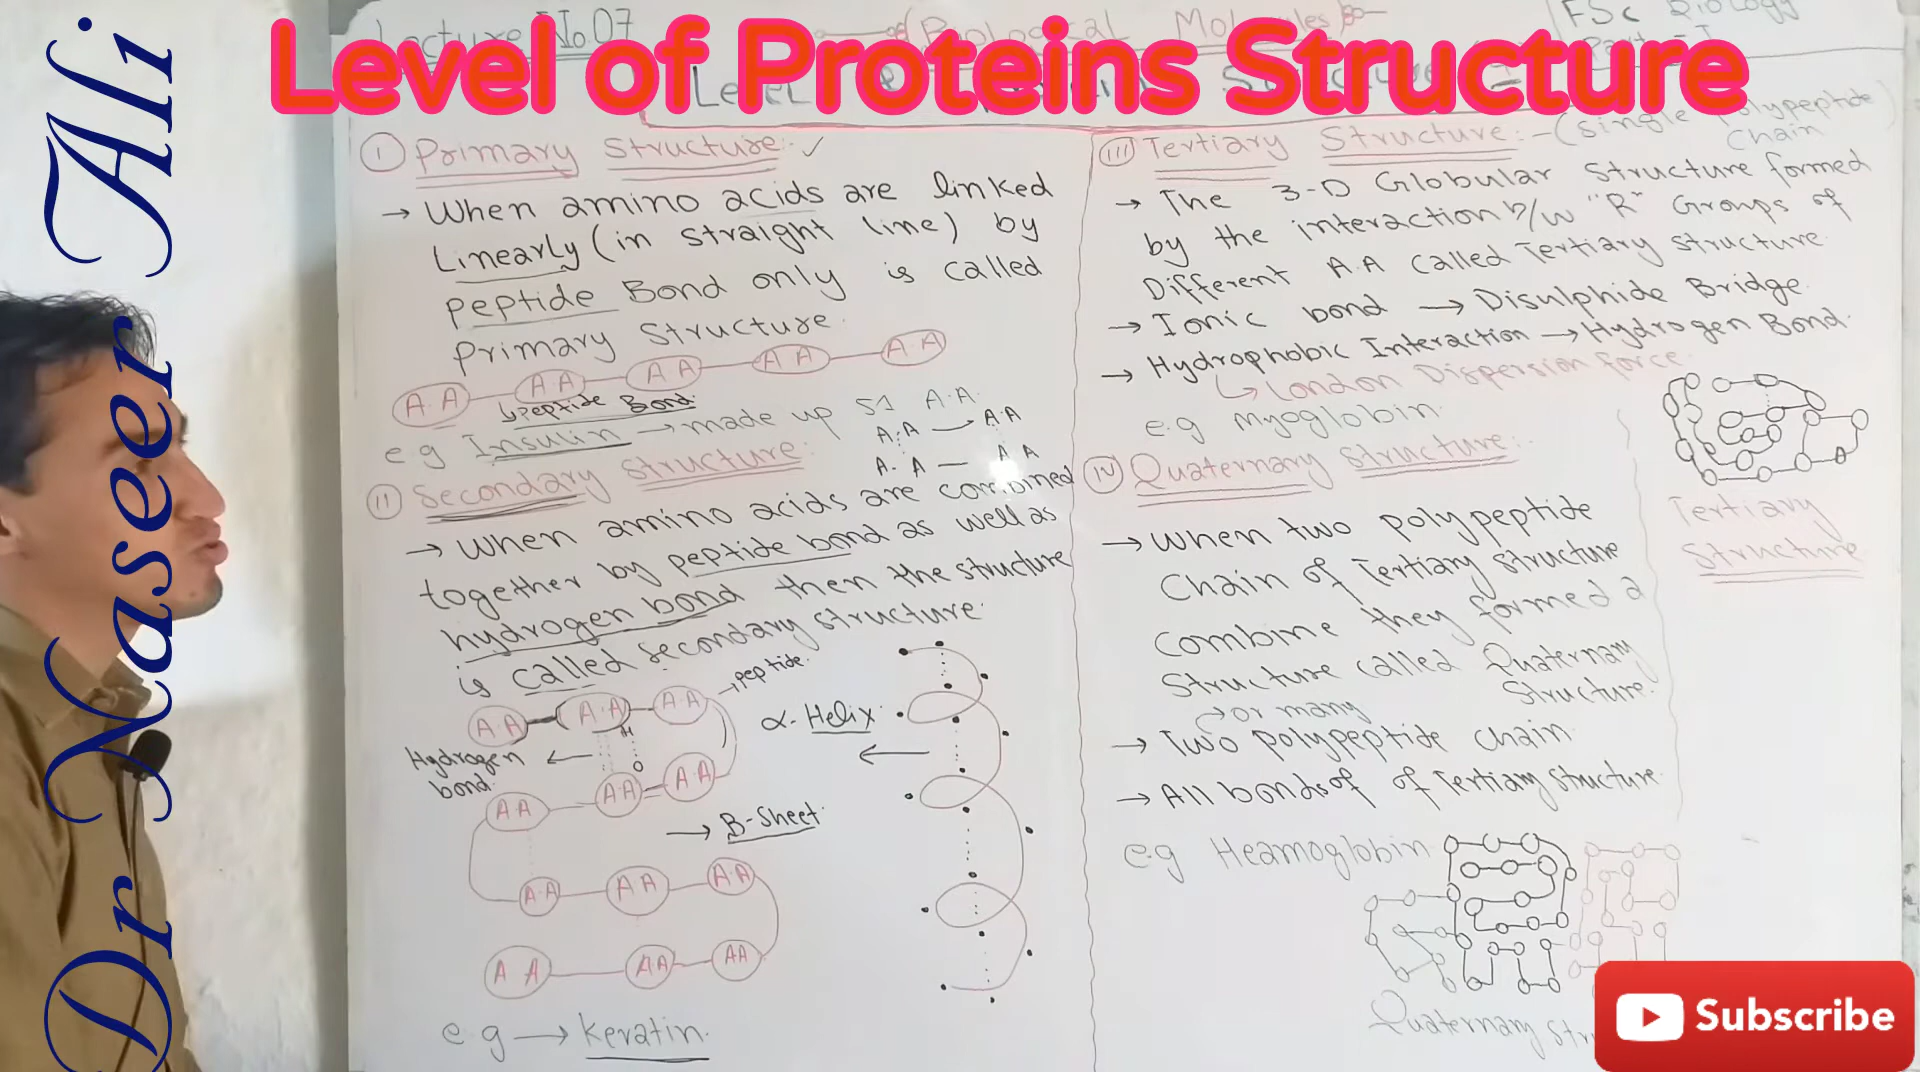 Level of Proteins Structure
Dr Naseer Ali
Lecture No 07
Biological Molecules
FSc Biology
Part-I
I Primary Structure:
→ When amino acids are linked
Linearly (in straight line) by
peptide Bond only is called
Primary Structure.
A.A A.A A A A A A.A
↳ Peptide Bond.
e g Insulin → made up 51 A.A.
A.A — A.A
A.A — A A
II Secondary Structure:
→ When amino acids are combined
together by peptide bond as well as
hydrogen bond then the structure
is called secondary structure.
A.A A.A A.A → peptide.
Hydrogen
bond.
H
O
A A A A A A
→ B-Sheet.
A.A A A A.A
A A A A AA
α-Helix.
e g → Keratin.
III Tertiary Structure:- (single polypeptide
Chain)
→ The 3-D Globular Structure formed
by the interaction b/w "R" Groups of
Different A.A called Tertiary structure.
→ Ionic bond → Disulphide Bridge.
→ Hydrophobic Interaction → Hydrogen Bond.
↳ London Dispersion force.
e.g Myoglobin.
Tertiary
Structure
IV Quaternary Structure:-
→ When two polypeptide
Chain of Tertiary structure
Combine they formed a
Structure called Quaternary
Structure.
→ or many
→ Two polypeptide chain.
→ All bonds of of Tertiary structure.
e.g Heamoglobin
Quaternary
Subscribe